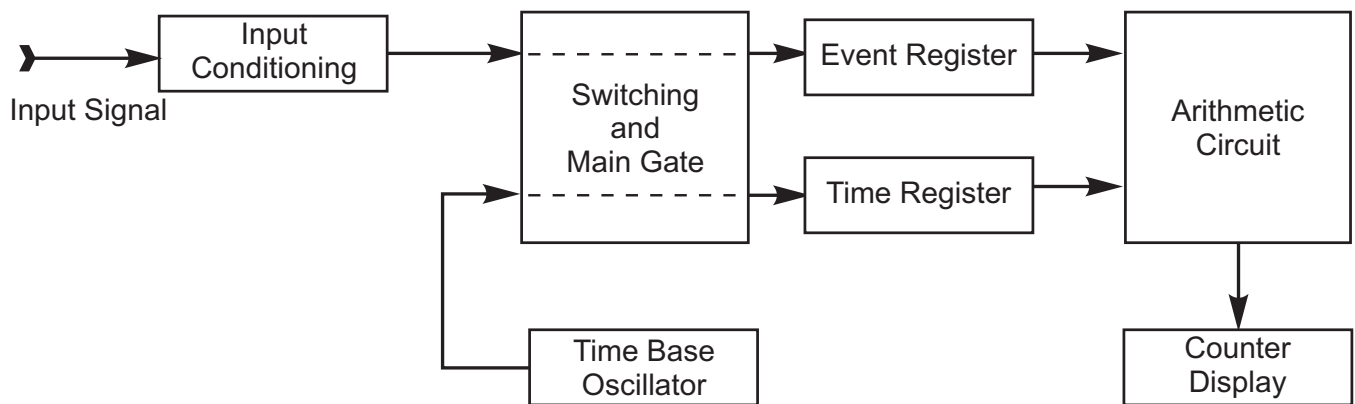 Input Signal
Input
Conditioning
Switching
and
Main Gate
Event Register
Time Register
Arithmetic
Circuit
Time Base
Oscillator
Counter
Display